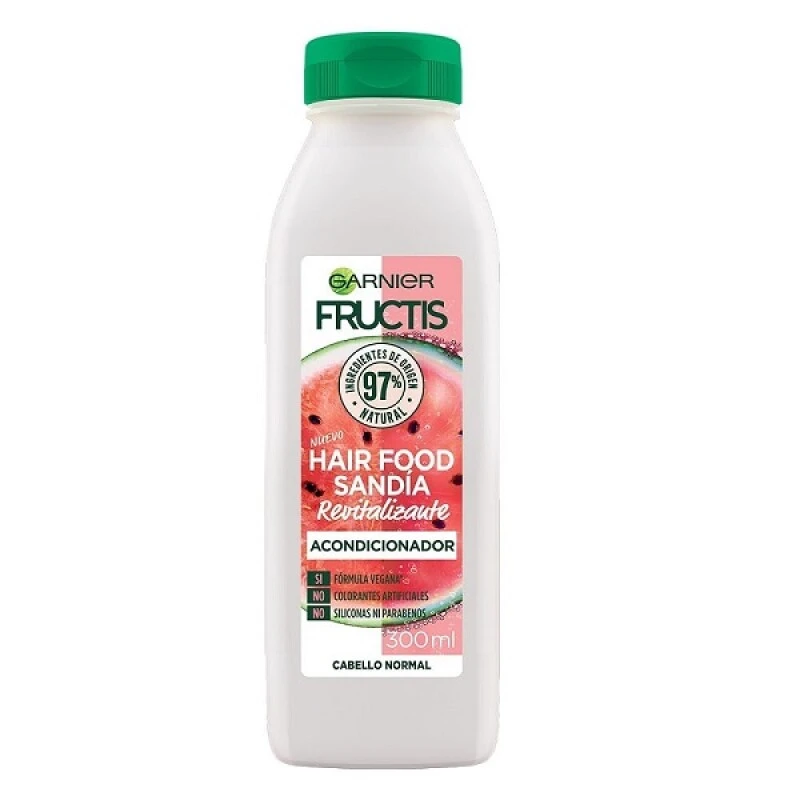 GARNIER
FRUCTIS
INGREDIENTES DE ORIGEN
97%
NATURAL
NUEVO
HAIR FOOD
SANDÍA
Revitalizante
ACONDICIONADOR
SI FÓRMULA VEGANA*
NO COLORANTES ARTIFICIALES
NO SILICONAS NI PARABENOS
300 ml
CABELLO NORMAL